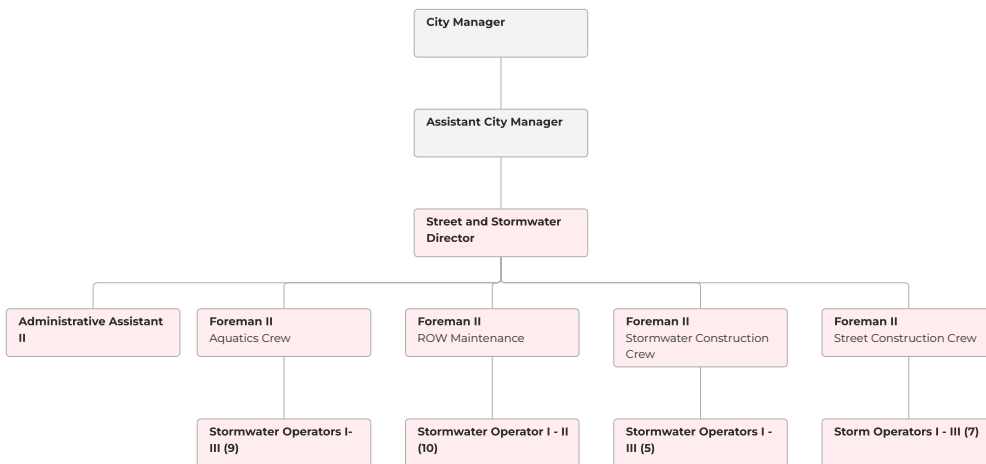 City Manager
Assistant City Manager
Street and Stormwater
Director
Administrative Assistant
II
Foreman II
Aquatics Crew
Foreman II
ROW Maintenance
Foreman II
Stormwater Construction
Crew
Foreman II
Street Construction Crew
Stormwater Operators I-
III (9)
Stormwater Operator I - II
(10)
Stormwater Operators I -
III (5)
Storm Operators I - III (7)